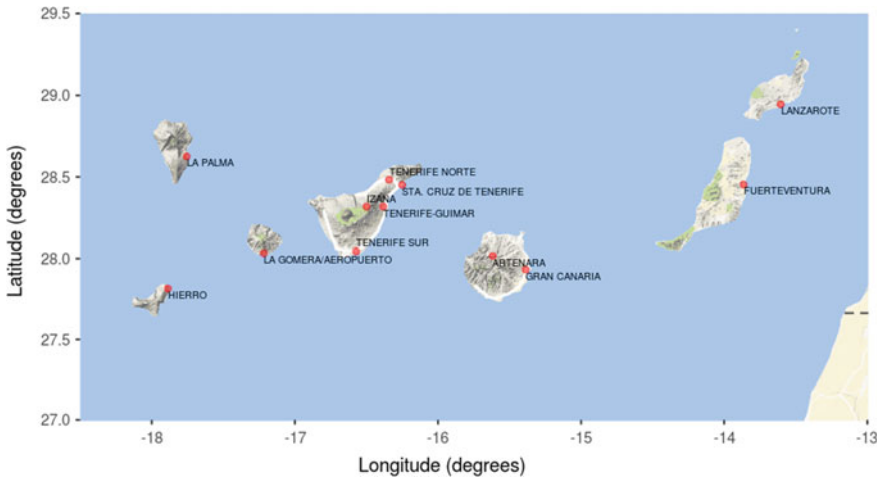 29.5
29.0
28.5
28.0
27.5
27.0
Latitude (degrees)
LANZAROTE
LA PALMA
TENERIFE NORTE
STA. CRUZ DE TENERIFE
FUERTEVENTURA
IZANA
TENERIFE-GUIMAR
TENERIFE SUR
LA GOMERA/AEROPUERTO
ARTENARA
GRAN CANARIA
HIERRO
-18
-17
-16
-15
-14
-13
Longitude (degrees)